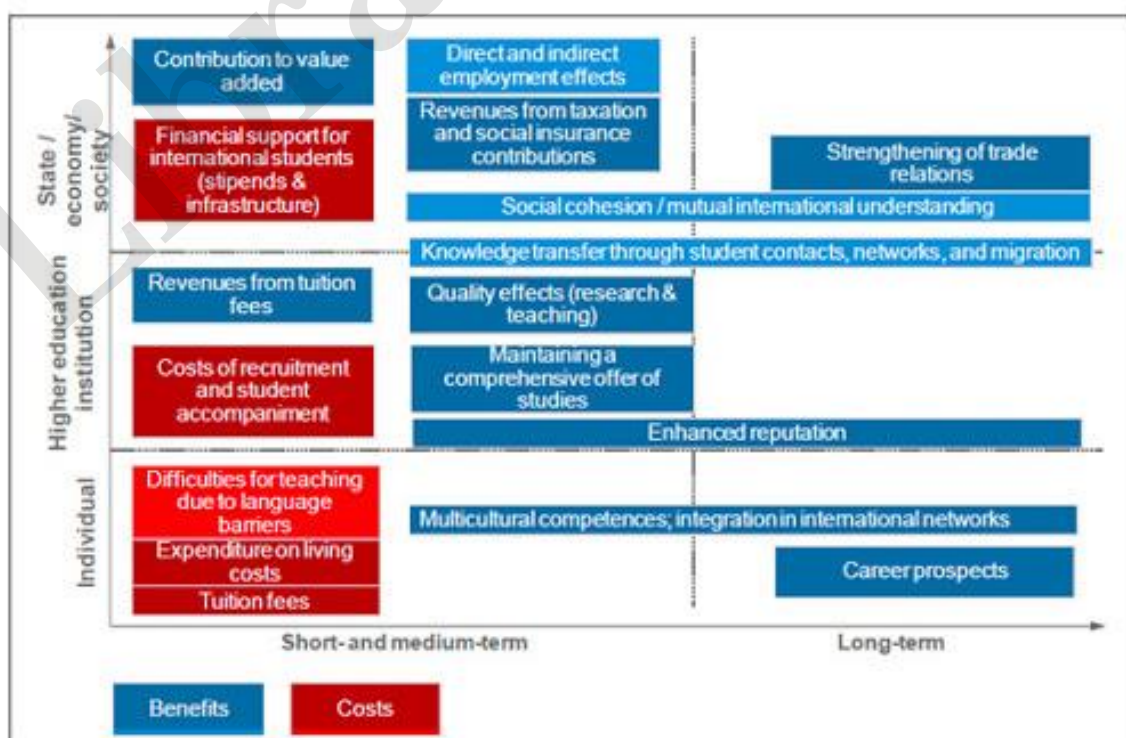 State /
economy/
society
Contribution to value
added
Direct and indirect
employment effects
Financial support for
international students
(stipends &
infrastructure)
Revenues from taxation
and social insurance
contributions
Strengthening of trade
relations
Social cohesion / mutual international understanding
Knowledge transfer through student contacts, networks, and migration
Higher education
institution
Revenues from tuition
fees
Quality effects (research &
teaching)
Costs of recruitment
and student
accompaniment
Maintaining a
comprehensive offer of
studies
Enhanced reputation
Individual
Difficulties for teaching
due to language
barriers
Multicultural competences; integration in international networks
Expenditure on living
costs
Career prospects
Tuition fees
Short- and medium-term
Long-term
Benefits
Costs